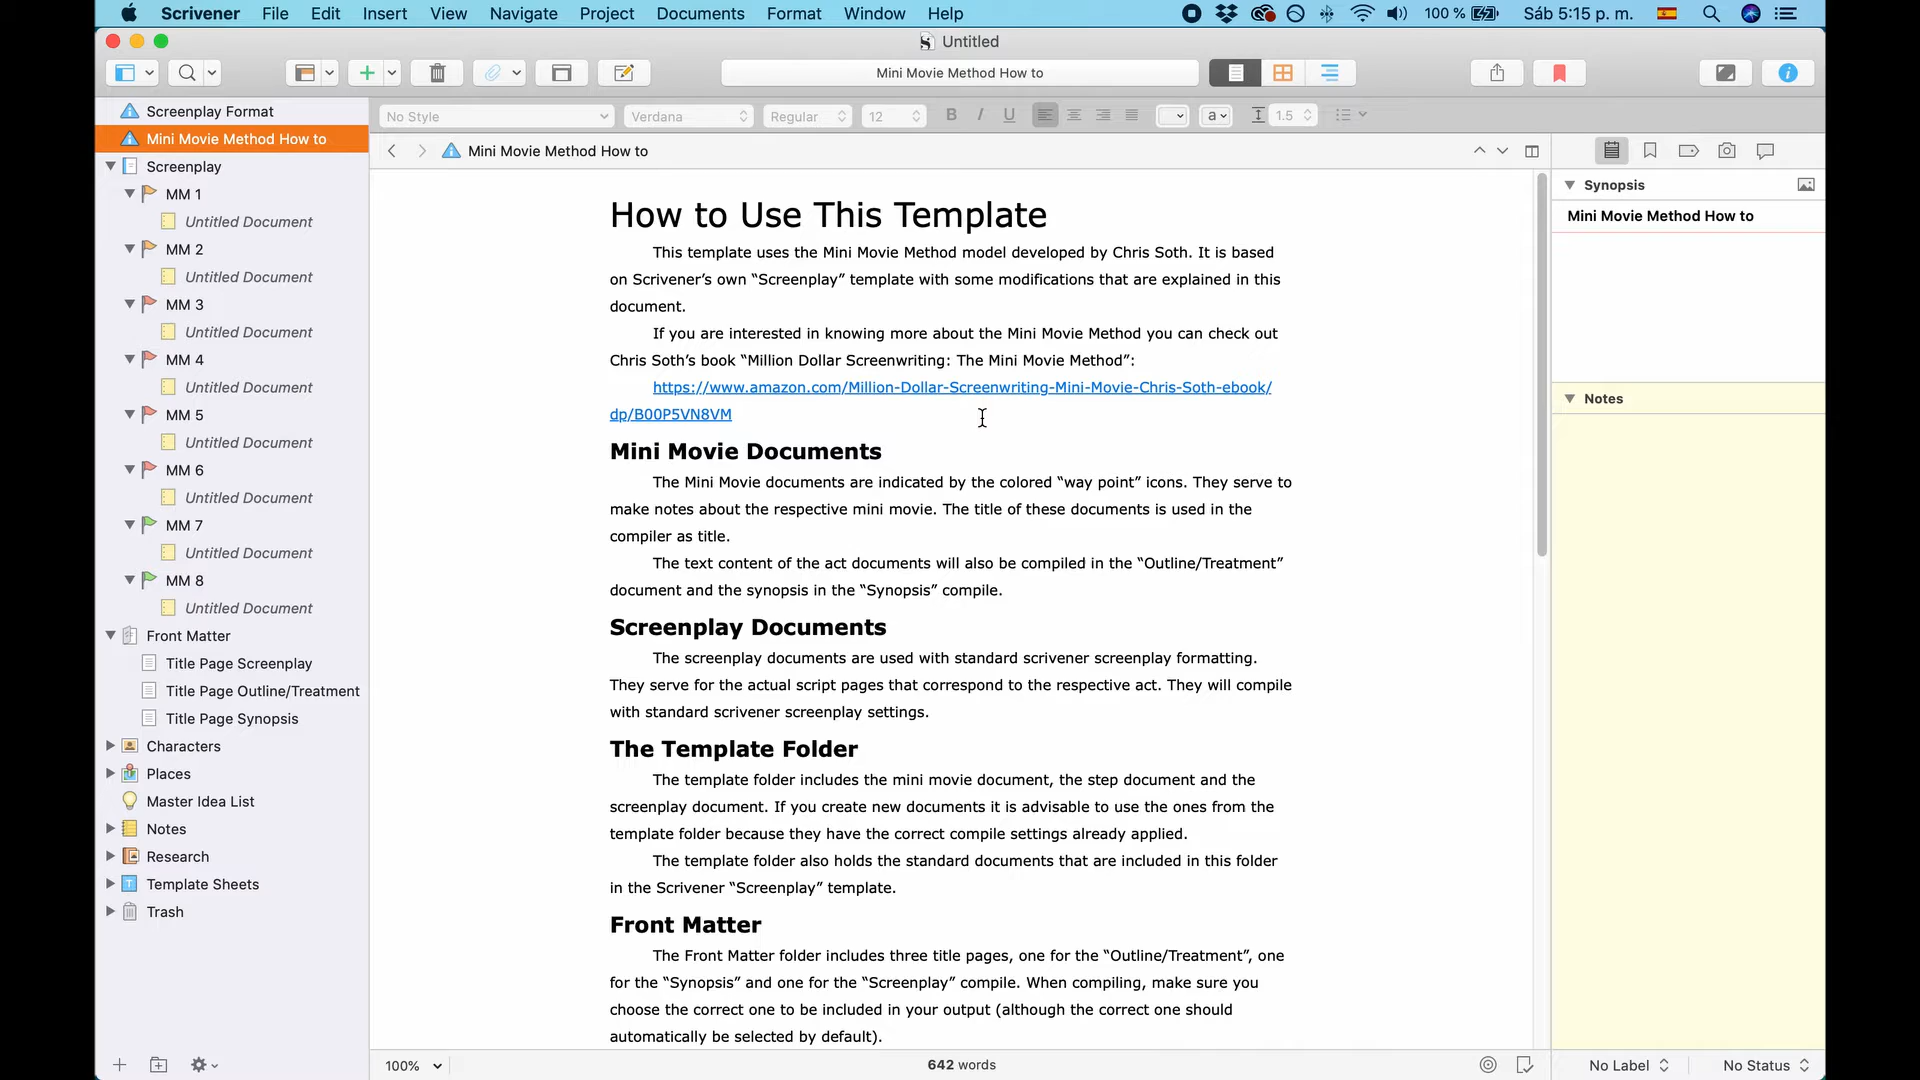 Scrivener File Edit Insert View Navigate Project Documents Format Window Help 100 % Sáb 5:15 p. m.
Untitled
Mini Movie Method How to
No Style Verdana Regular 12 B I U a 1.5
Screenplay Format
Mini Movie Method How to
Screenplay
MM 1
Untitled Document
MM 2
Untitled Document
MM 3
Untitled Document
MM 4
Untitled Document
MM 5
Untitled Document
MM 6
Untitled Document
MM 7
Untitled Document
MM 8
Untitled Document
Front Matter
Title Page Screenplay
Title Page Outline/Treatment
Title Page Synopsis
Characters
Places
Master Idea List
Notes
Research
Template Sheets
Trash
Mini Movie Method How to
How to Use This Template
This template uses the Mini Movie Method model developed by Chris Soth. It is based
on Scrivener’s own “Screenplay” template with some modifications that are explained in this
document.
If you are interested in knowing more about the Mini Movie Method you can check out
Chris Soth’s book “Million Dollar Screenwriting: The Mini Movie Method”:
https://www.amazon.com/Million-Dollar-Screenwriting-Mini-Movie-Chris-Soth-ebook/
dp/B00P5VN8VM
Mini Movie Documents
The Mini Movie documents are indicated by the colored “way point” icons. They serve to
make notes about the respective mini movie. The title of these documents is used in the
compiler as title.
The text content of the act documents will also be compiled in the “Outline/Treatment”
document and the synopsis in the “Synopsis” compile.
Screenplay Documents
The screenplay documents are used with standard scrivener screenplay formatting.
They serve for the actual script pages that correspond to the respective act. They will compile
with standard scrivener screenplay settings.
The Template Folder
The template folder includes the mini movie document, the step document and the
screenplay document. If you create new documents it is advisable to use the ones from the
template folder because they have the correct compile settings already applied.
The template folder also holds the standard documents that are included in this folder
in the Scrivener “Screenplay” template.
Front Matter
The Front Matter folder includes three title pages, one for the “Outline/Treatment”, one
for the “Synopsis” and one for the “Screenplay” compile. When compiling, make sure you
choose the correct one to be included in your output (although the correct one should
automatically be selected by default).
Synopsis
Mini Movie Method How to
Notes
100% 642 words No Label No Status